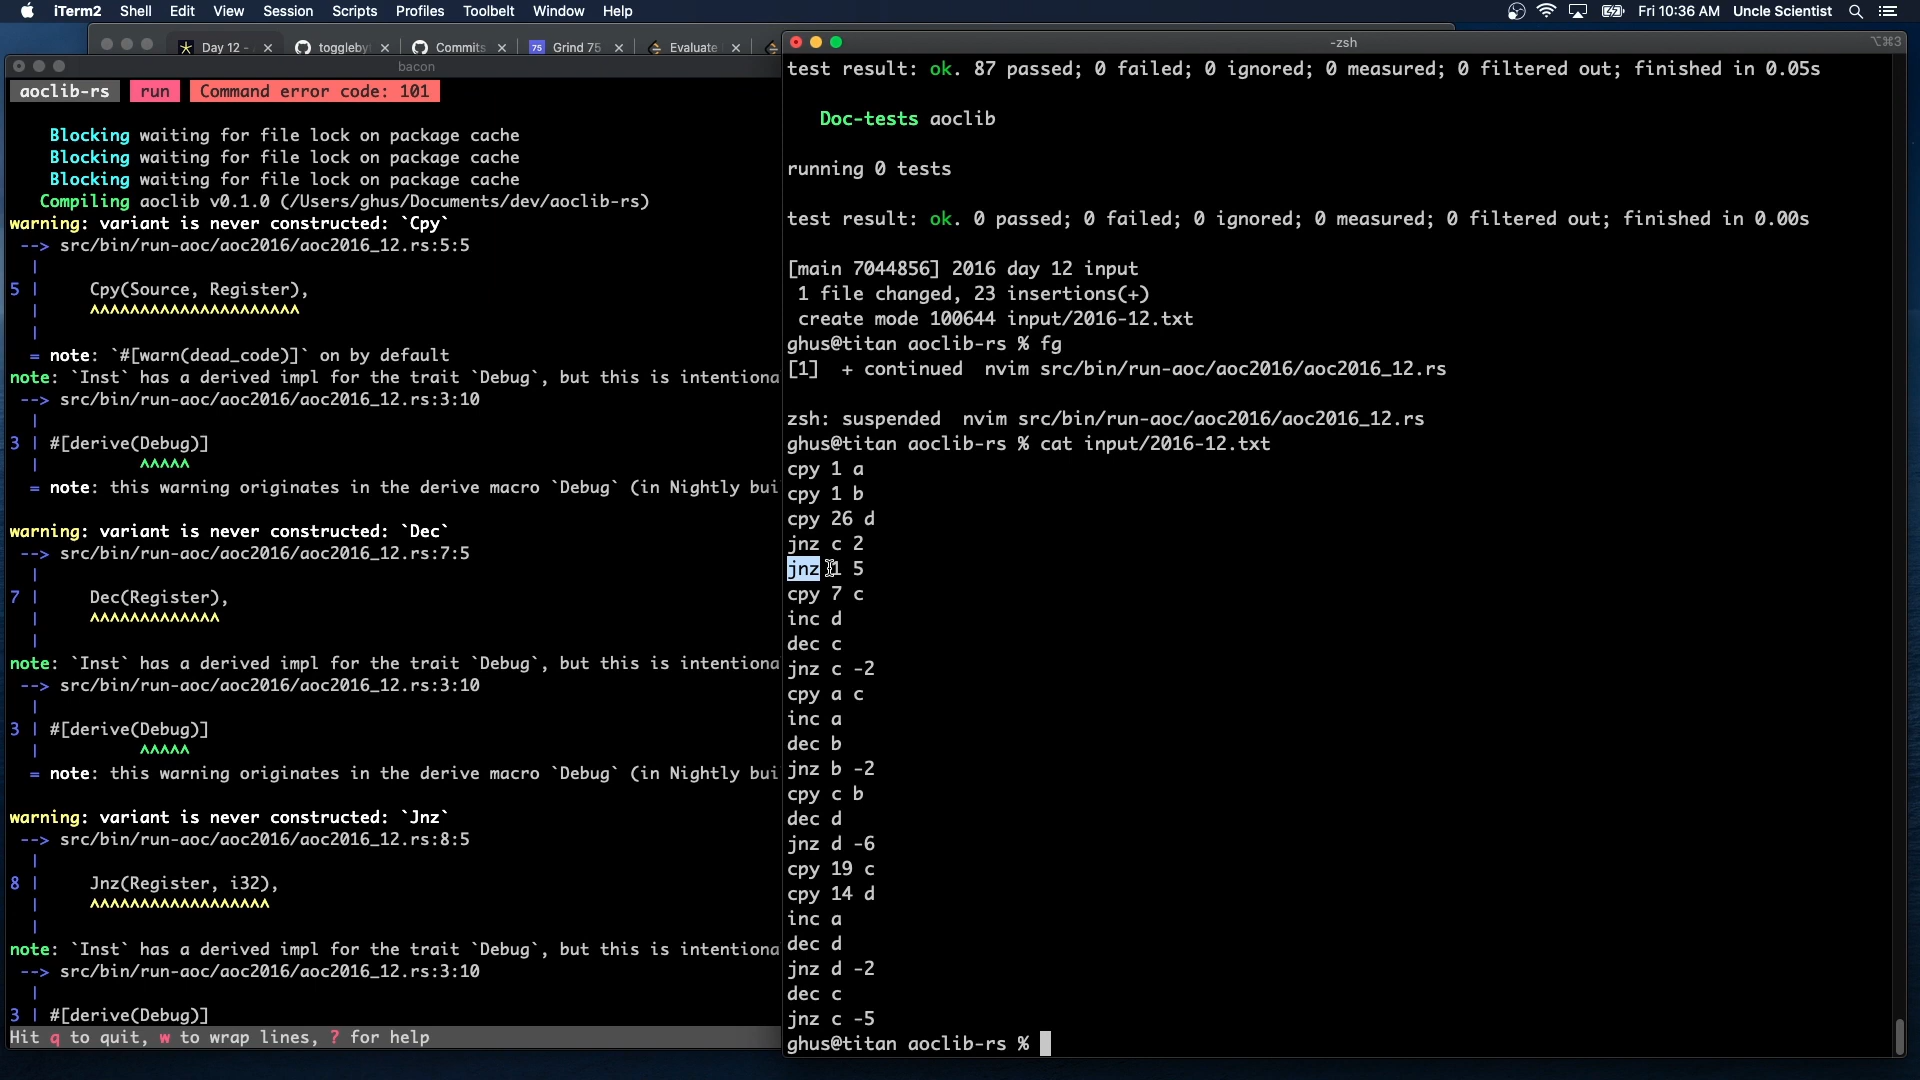 iTerm2 Shell Edit View Session Scripts Profiles Toolbelt Window Help Fri 10:36 AM Uncle Scientist
Day 12 - × toggleby × Commits × 75 Grind 75 × Evaluate ×
bacon
aoclib-rs run Command error code: 101
Blocking waiting for file lock on package cache
Blocking waiting for file lock on package cache
Blocking waiting for file lock on package cache
Compiling aoclib v0.1.0 (/Users/ghus/Documents/dev/aoclib-rs)
warning: variant is never constructed: `Cpy`
--> src/bin/run-aoc/aoc2016/aoc2016_12.rs:5:5
|
5 | Cpy(Source, Register),
| ^^^^^^^^^^^^^^^^^^^^^
|
= note: `#[warn(dead_code)]` on by default
note: `Inst` has a derived impl for the trait `Debug`, but this is intentiona
--> src/bin/run-aoc/aoc2016/aoc2016_12.rs:3:10
|
3 | #[derive(Debug)]
| ^^^^^
= note: this warning originates in the derive macro `Debug` (in Nightly bui
warning: variant is never constructed: `Dec`
--> src/bin/run-aoc/aoc2016/aoc2016_12.rs:7:5
|
7 | Dec(Register),
| ^^^^^^^^^^^^^
|
note: `Inst` has a derived impl for the trait `Debug`, but this is intentiona
--> src/bin/run-aoc/aoc2016/aoc2016_12.rs:3:10
|
3 | #[derive(Debug)]
| ^^^^^
= note: this warning originates in the derive macro `Debug` (in Nightly bui
warning: variant is never constructed: `Jnz`
--> src/bin/run-aoc/aoc2016/aoc2016_12.rs:8:5
|
8 | Jnz(Register, i32),
| ^^^^^^^^^^^^^^^^^^
|
note: `Inst` has a derived impl for the trait `Debug`, but this is intentiona
--> src/bin/run-aoc/aoc2016/aoc2016_12.rs:3:10
|
3 | #[derive(Debug)]
Hit q to quit, w to wrap lines, ? for help
-zsh ⌥⌘3
test result: ok. 87 passed; 0 failed; 0 ignored; 0 measured; 0 filtered out; finished in 0.05s
Doc-tests aoclib
running 0 tests
test result: ok. 0 passed; 0 failed; 0 ignored; 0 measured; 0 filtered out; finished in 0.00s
[main 7044856] 2016 day 12 input
1 file changed, 23 insertions(+)
create mode 100644 input/2016-12.txt
ghus@titan aoclib-rs % fg
[1] + continued nvim src/bin/run-aoc/aoc2016/aoc2016_12.rs
zsh: suspended nvim src/bin/run-aoc/aoc2016/aoc2016_12.rs
ghus@titan aoclib-rs % cat input/2016-12.txt
cpy 1 a
cpy 1 b
cpy 26 d
jnz c 2
jnz 1 5
cpy 7 c
inc d
dec c
jnz c -2
cpy a c
inc a
dec b
jnz b -2
cpy c b
dec d
jnz d -6
cpy 19 c
cpy 14 d
inc a
dec d
jnz d -2
dec c
jnz c -5
ghus@titan aoclib-rs %